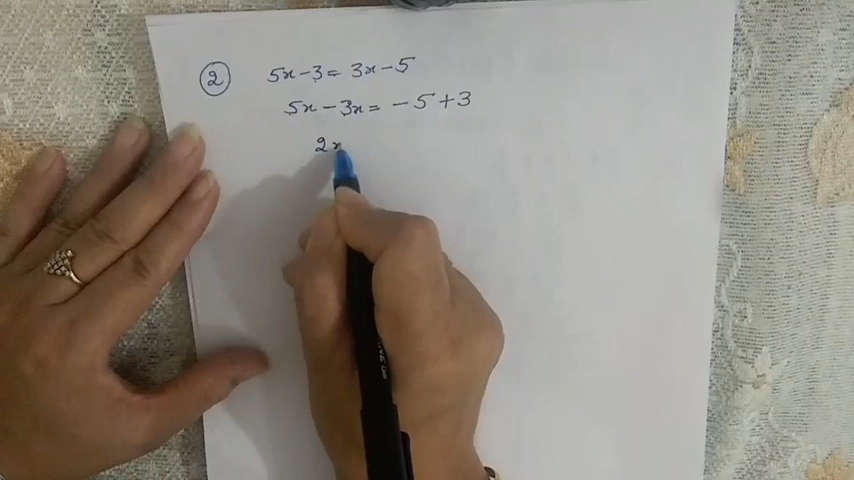 ② 5x - 3 = 3x - 5
5x - 3x = - 5 + 3
2x